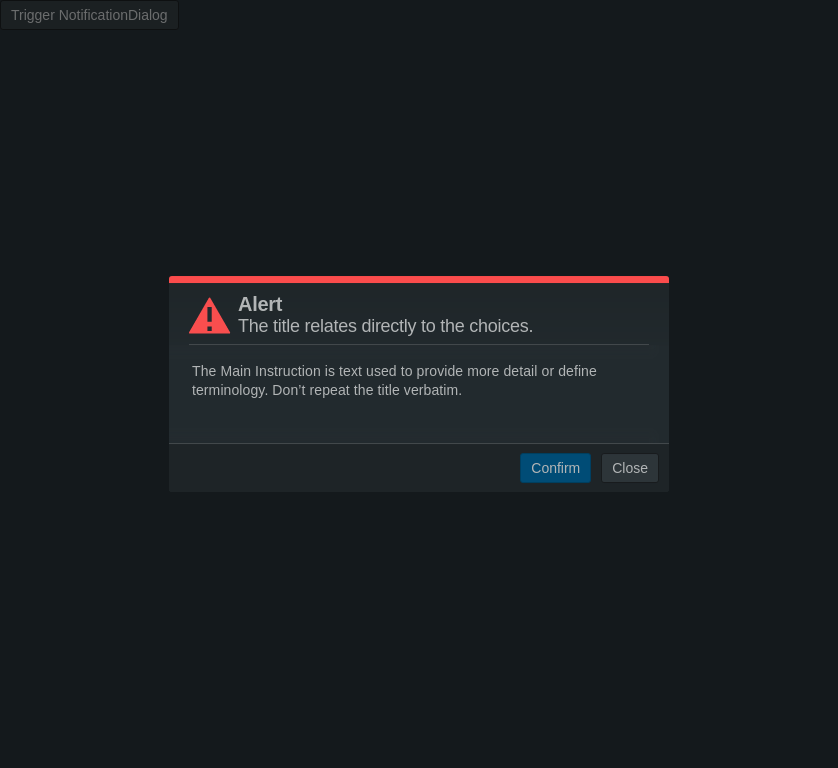 Trigger NotificationDialog
Alert
The title relates directly to the choices.
The Main Instruction is text used to provide more detail or define
terminology. Don’t repeat the title verbatim.
Confirm Close